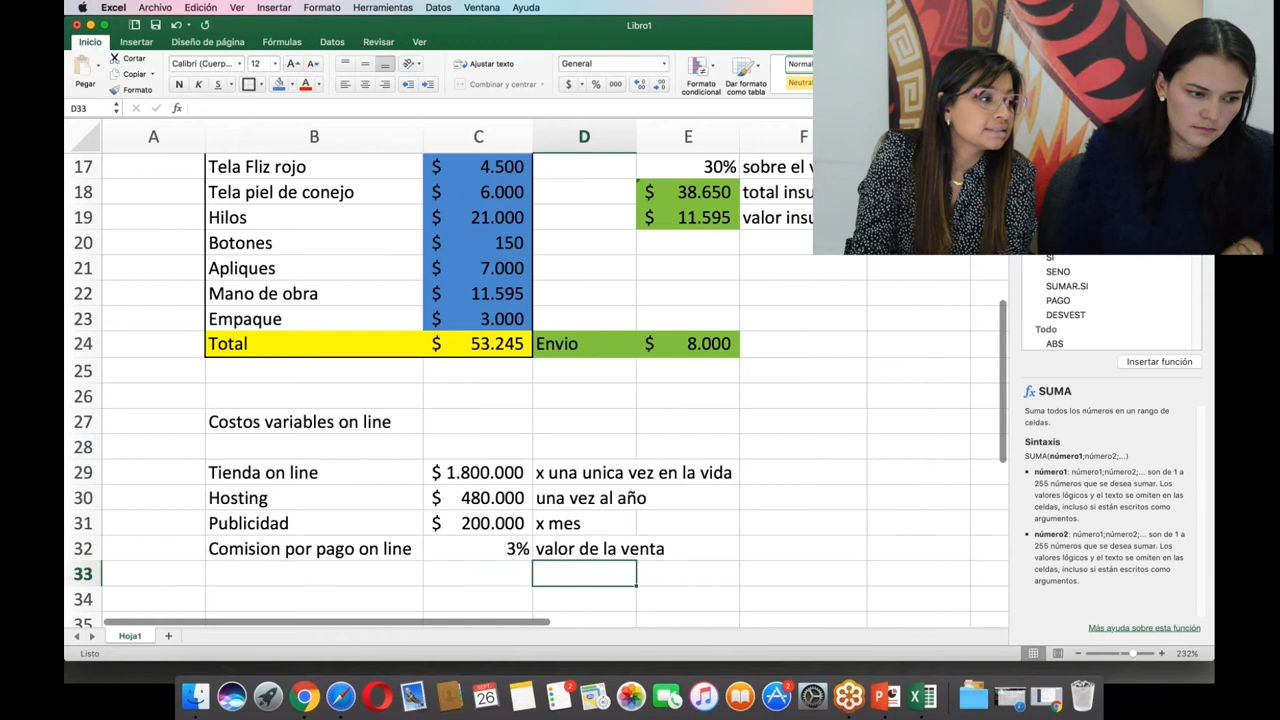 Excel Archivo Edición Ver Insertar Formato Herramientas Datos Ventana Ayuda
Libro1
Inicio Insertar Diseño de página Fórmulas Datos Revisar Ver
Pegar
Cortar
Copiar
Formato
Calibri (Cuerp... 12
N K S
Ajustar texto
Combinar y centrar
General
$ % 000
Formato condicional
Dar formato como tabla
Normal
Neutral
D33 fx
A B C D E F
17 Tela Fliz rojo $ 4.500 30% sobre el v
18 Tela piel de conejo $ 6.000 $ 38.650 total insu
19 Hilos $ 21.000 $ 11.595 valor insu
20 Botones $ 150
21 Apliques $ 7.000
22 Mano de obra $ 11.595
23 Empaque $ 3.000
24 Total $ 53.245 Envio $ 8.000
25
26
27 Costos variables on line
28
29 Tienda on line $ 1.800.000 x una unica vez en la vida
30 Hosting $ 480.000 una vez al año
31 Publicidad $ 200.000 x mes
32 Comision por pago on line 3% valor de la venta
33
34
35
SI
SENO
SUMAR.SI
PAGO
DESVEST
Todo
ABS
Insertar función
fx SUMA
Suma todos los números en un rango de
celdas.
Sintaxis
SUMA(número1;número2;...)
número1: número1;número2;... son de 1 a
255 números que se desea sumar. Los
valores lógicos y el texto se omiten en las
celdas, incluso si están escritos como
argumentos.
número2: número1;número2;... son de 1 a
255 números que se desea sumar. Los
valores lógicos y el texto se omiten en las
celdas, incluso si están escritos como
argumentos.
Más ayuda sobre esta función
Hoja1 +
Listo 232%
SEPT
26
2
2